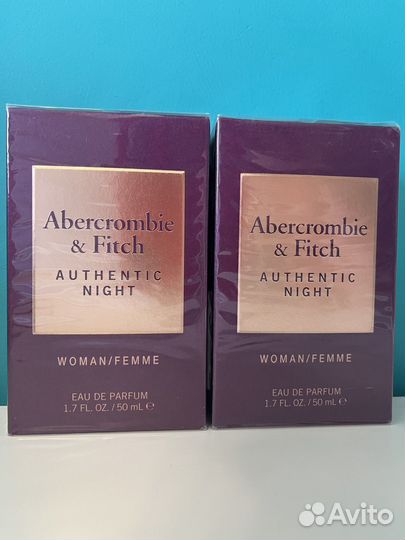 Abercrombie
& Fitch
AUTHENTIC
NIGHT
WOMAN/FEMME
EAU DE PARFUM
1.7 FL. OZ. / 50 mL ℮
Abercrombie
& Fitch
AUTHENTIC
NIGHT
WOMAN/FEMME
EAU DE PARFUM
1.7 FL. OZ. / 50 mL ℮
Avito